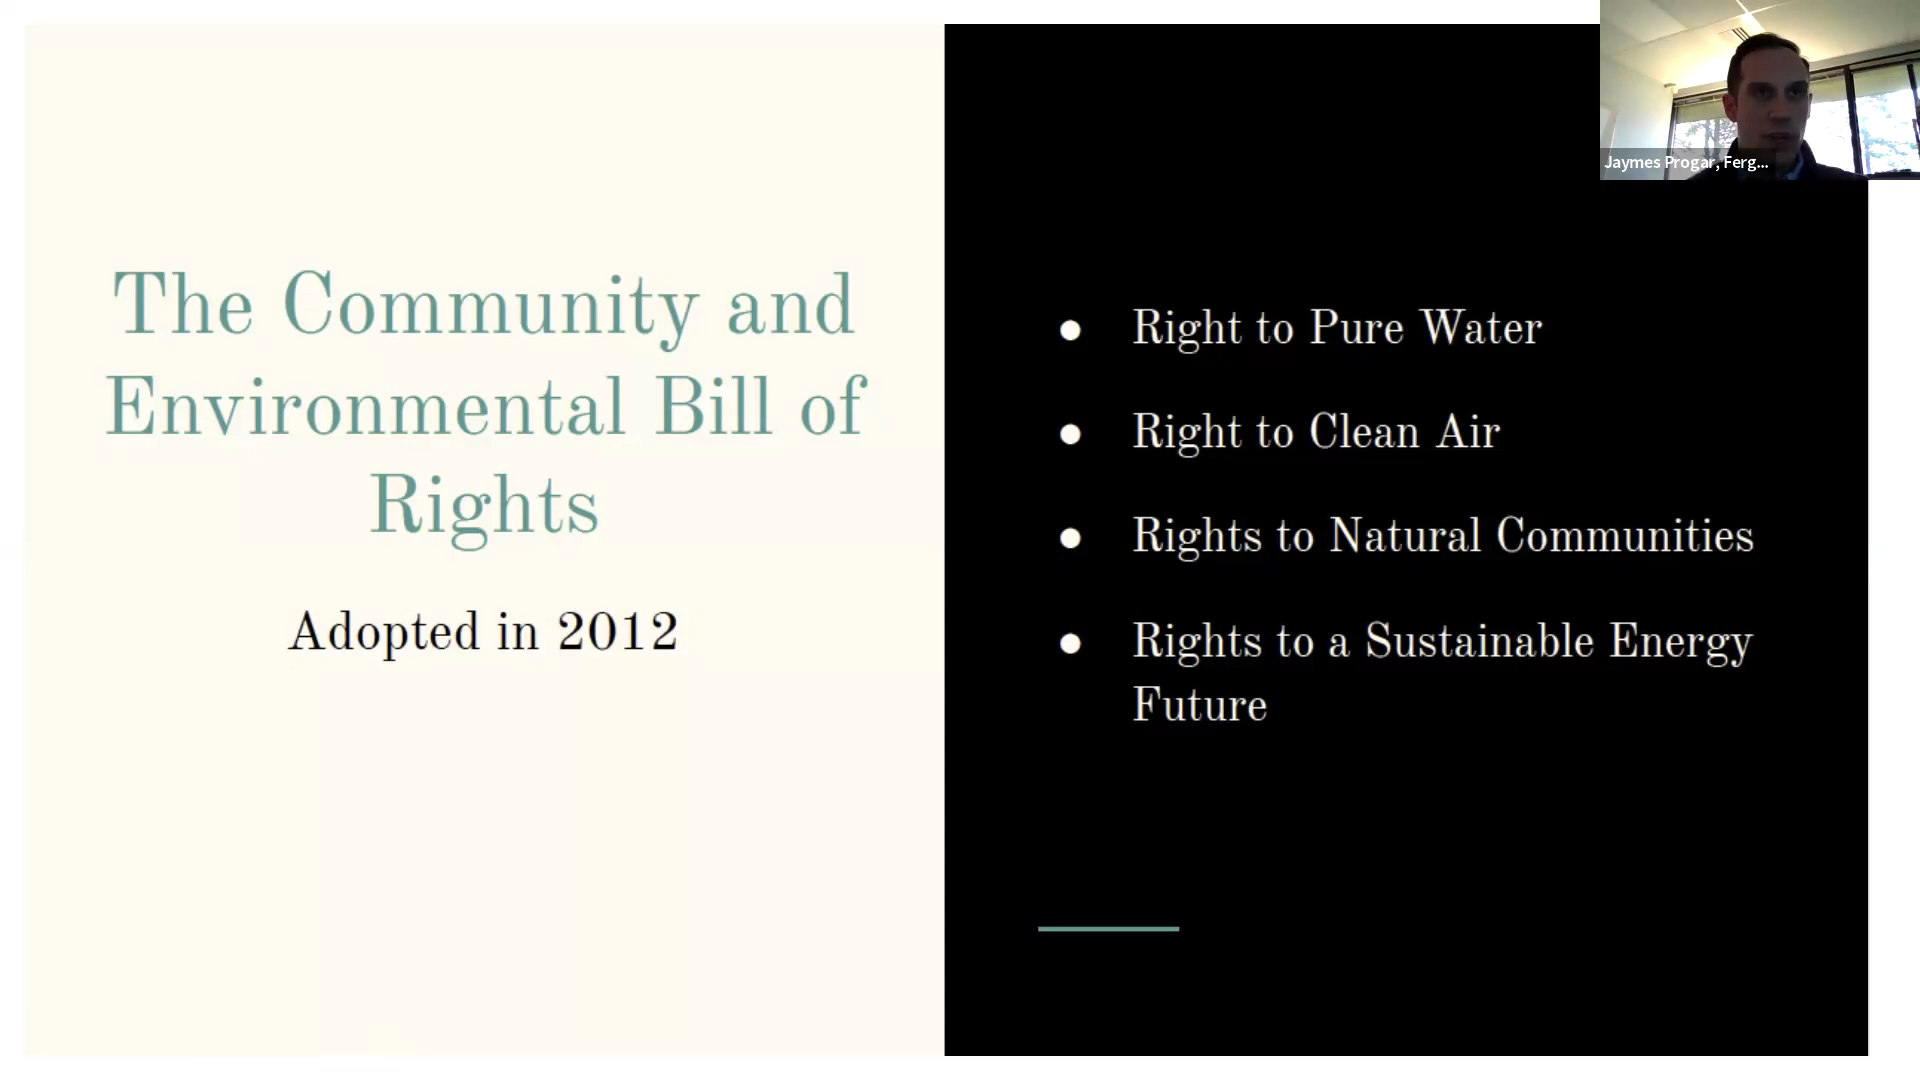 The Community and
Environmental Bill of
Rights
Adopted in 2012
● Right to Pure Water
● Right to Clean Air
● Rights to Natural Communities
● Rights to a Sustainable Energy
Future
Jaymes Progar, Ferg...